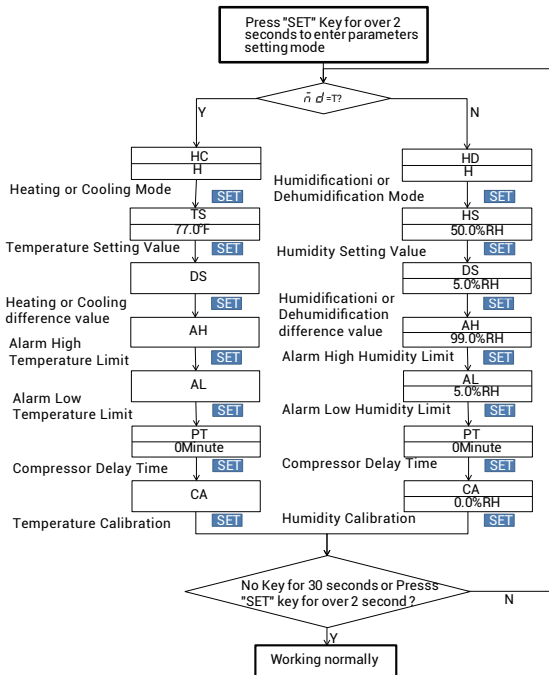 Press "SET" Key for over 2
seconds to enter parameters
setting mode
n̄ d =T?
Y
N
HC
H
HD
H
Heating or Cooling Mode
SET
Humidificationi or
Dehumidification Mode
SET
TS
77.0°F
HS
50.0%RH
Temperature Setting Value
SET
Humidity Setting Value
SET
DS
DS
5.0%RH
Heating or Cooling
difference value
SET
Humidificationi or
Dehumidification
difference value
SET
AH
AH
99.0%RH
Alarm High
Temperature Limit
SET
Alarm High Humidity Limit
SET
AL
AL
5.0%RH
Alarm Low
Temperature Limit
SET
Alarm Low Humidity Limit
SET
PT
0Minute
PT
0Minute
Compressor Delay Time
SET
Compressor Delay Time
SET
CA
CA
0.0%RH
Temperature Calibration
SET
Humidity Calibration
SET
No Key for 30 seconds or Presss
"SET" key for over 2 second ?
N
Y
Working normally